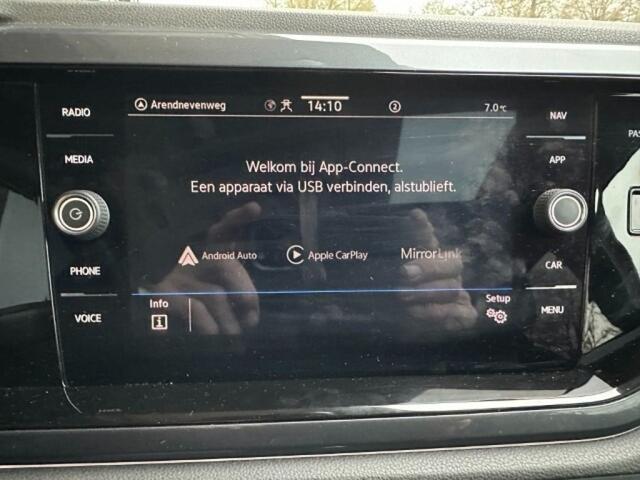 RADIO
MEDIA
PHONE
VOICE
Arendnevenweg
14:10
2
7.0°C
Welkom bij App-Connect.
Een apparaat via USB verbinden, alstublieft.
Android Auto
Apple CarPlay
MirrorLink
Info
i
Setup
NAV
APP
CAR
MENU
PAS